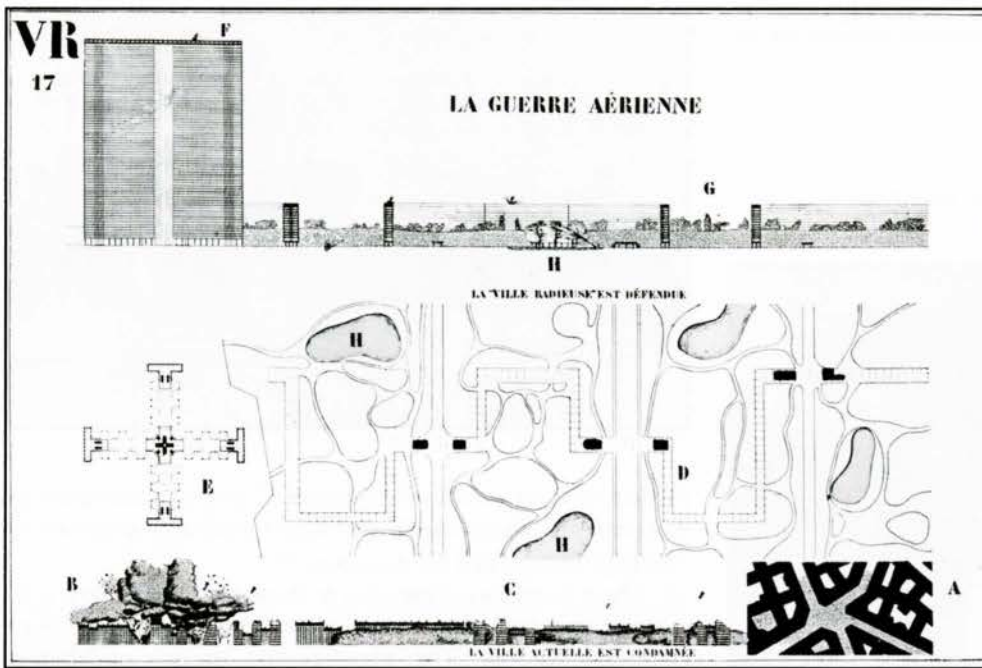 VR
F
17
LA GUERRE AÉRIENNE
G
H
LA "VILLE RADIEUSE" EST DÉFENDUE
H
D
E
H
B
C
A
LA VILLE ACTUELLE EST CONDAMNÉE